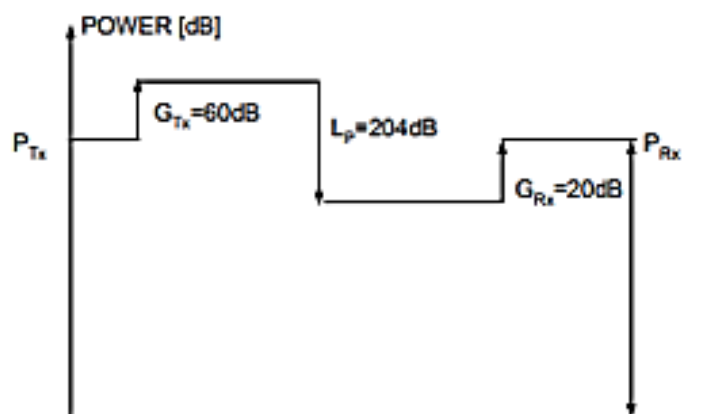 POWER [dB]
G_Tx=60dB
L_P=204dB
P_Tx
P_Rx
G_Rx=20dB